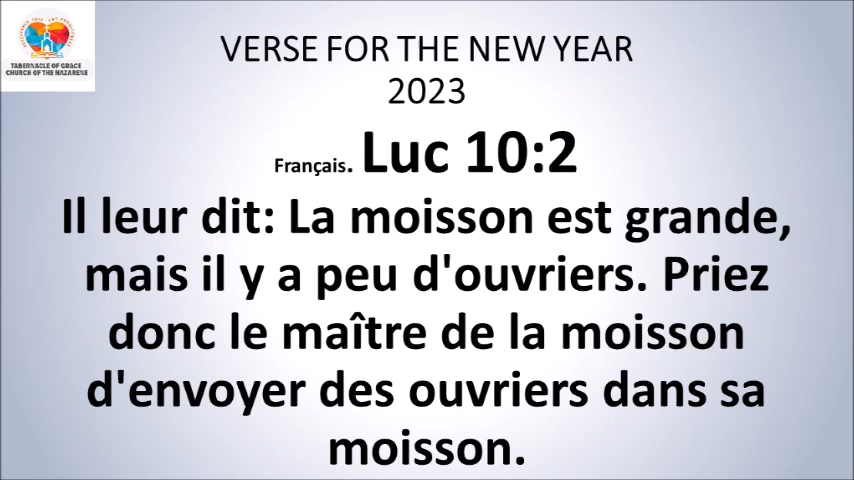 TABERNACLE OF GRACE
CHURCH OF THE NAZARENE
VERSE FOR THE NEW YEAR
2023
Français. Luc 10:2
Il leur dit: La moisson est grande,
mais il y a peu d'ouvriers. Priez
donc le maître de la moisson
d'envoyer des ouvriers dans sa
moisson.